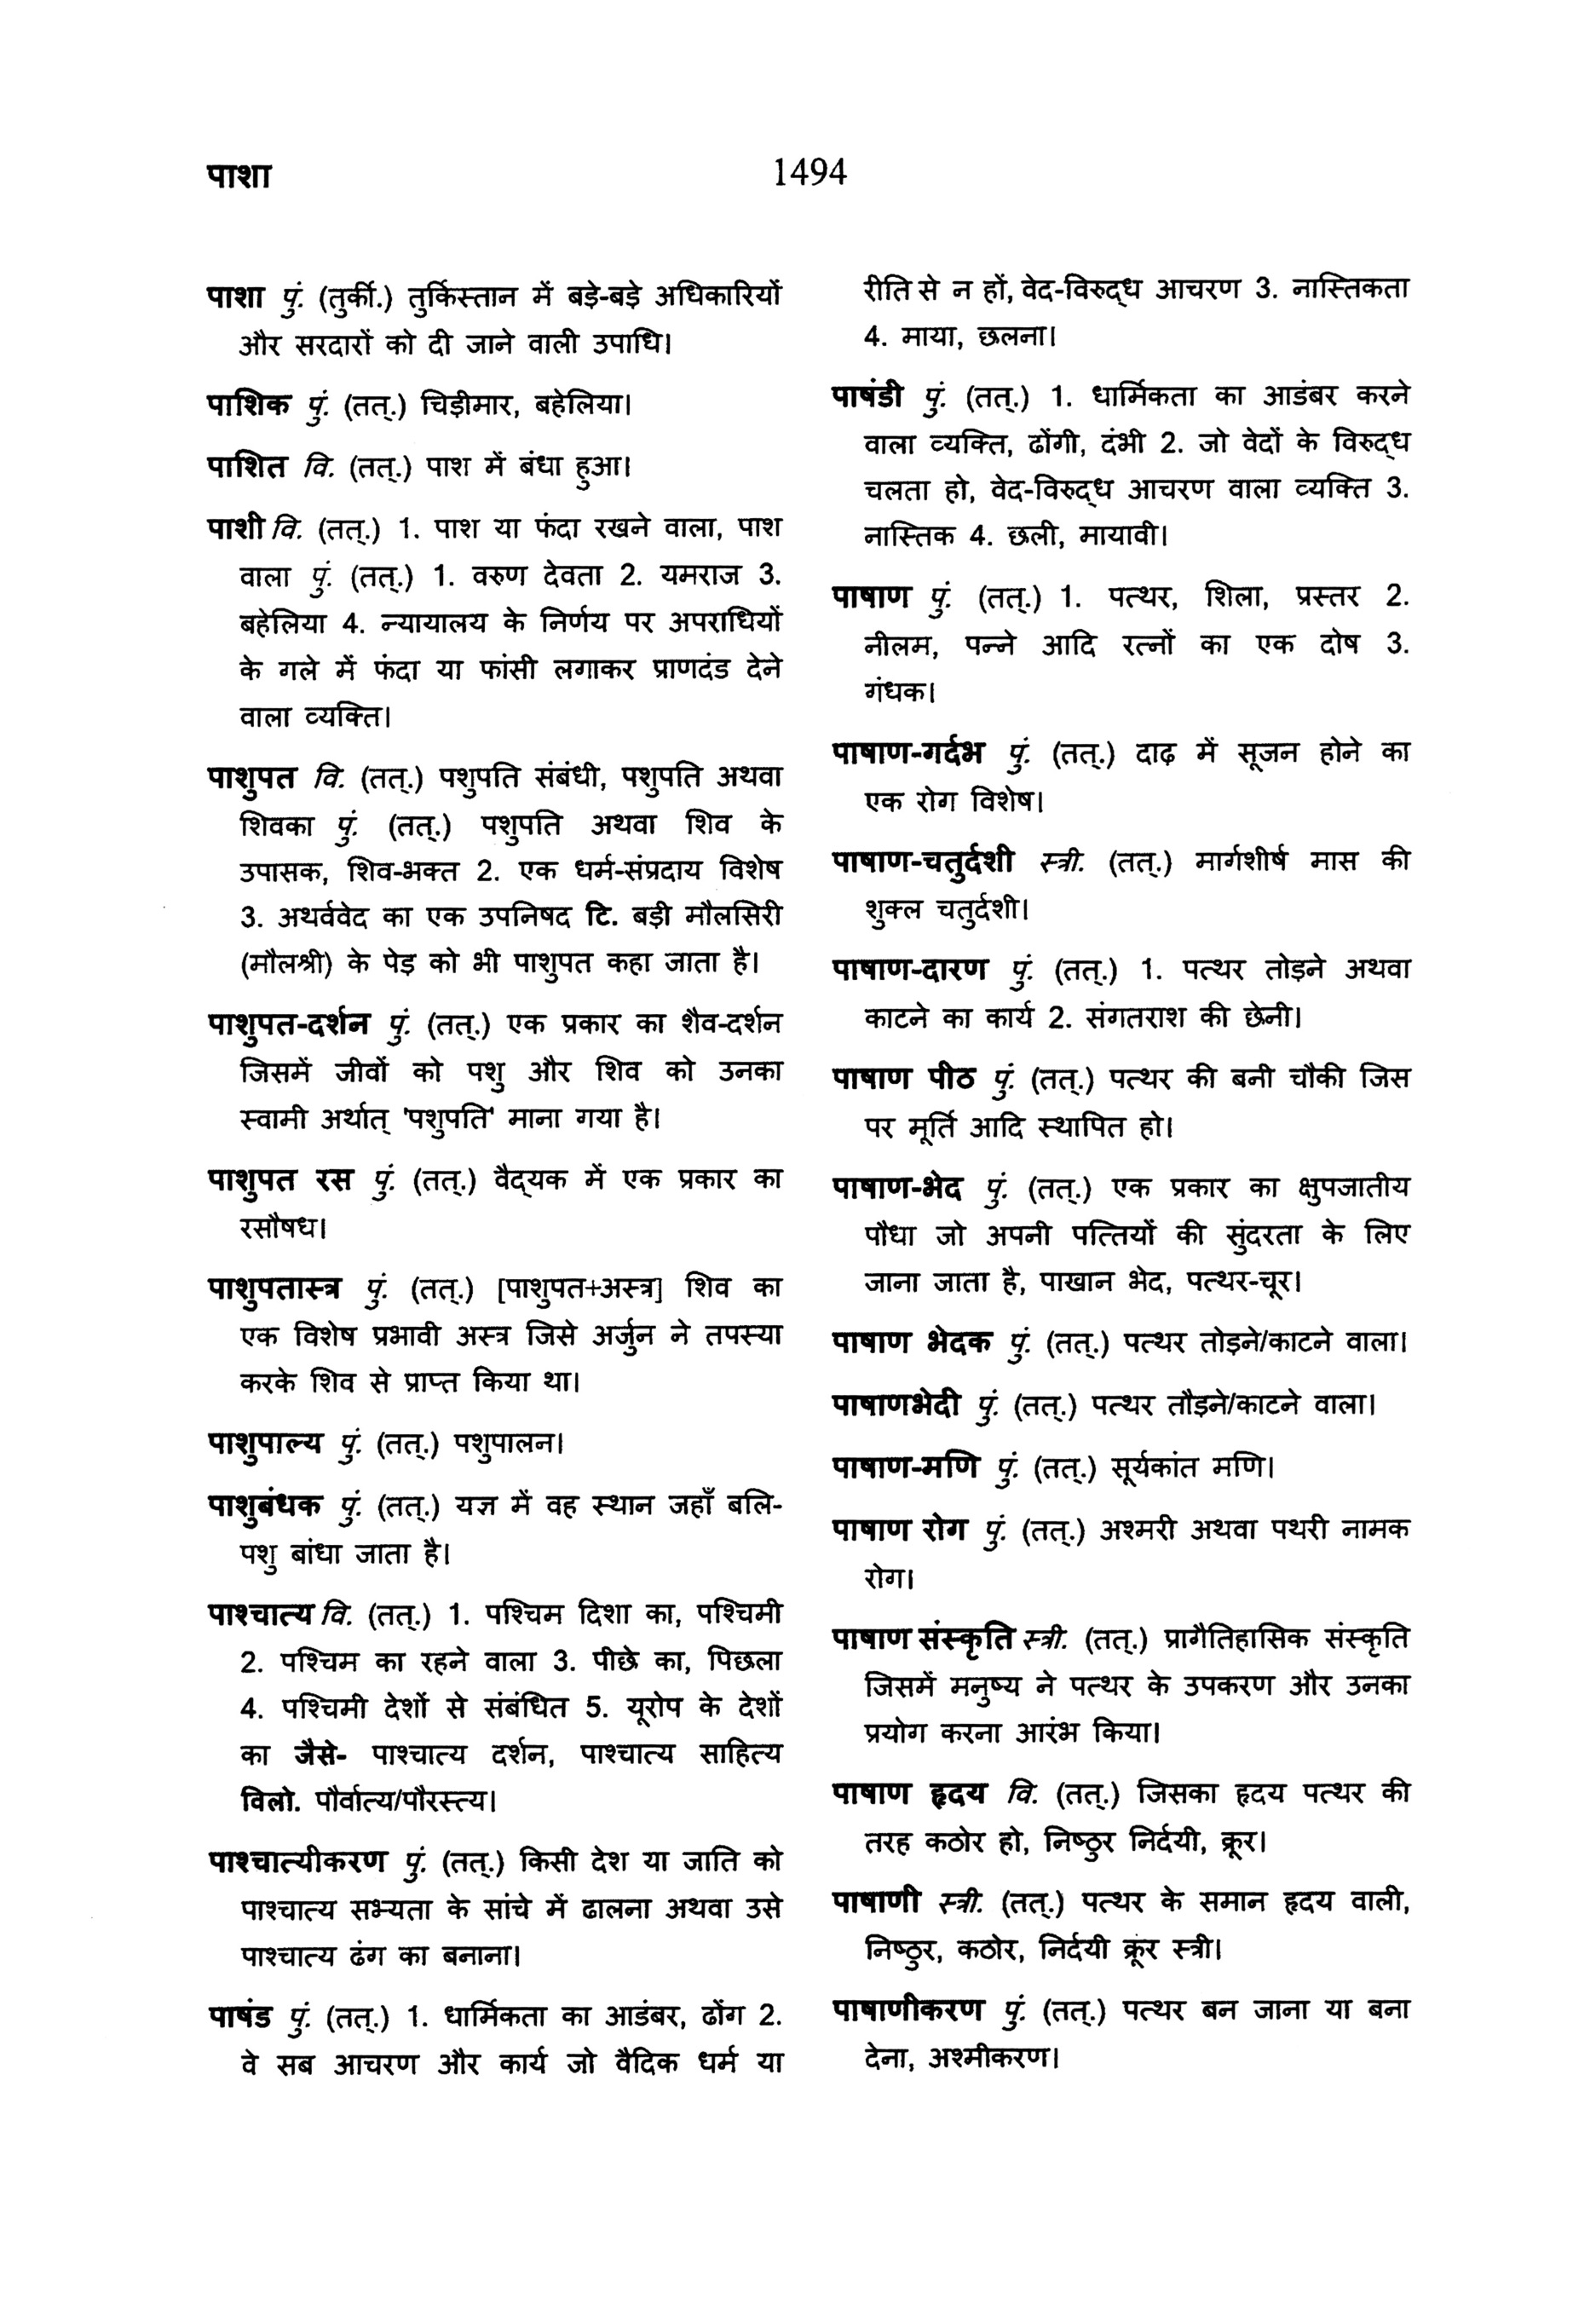 पाशा
1494
पाशा पुं. (तुर्की.) तुर्किस्तान में बड़े-बड़े अधिकारियों
और सरदारों को दी जाने वाली उपाधि।
पाशिक पुं. (तत्.) चिड़ीमार, बहेलिया।
पाशित वि. (तत्.) पाश में बंधा हुआ।
पाशी वि. (तत्.) 1. पाश या फंदा रखने वाला, पाश
वाला पुं. (तत्.) 1. वरुण देवता 2. यमराज 3.
बहेलिया 4. न्यायालय के निर्णय पर अपराधियों
के गले में फंदा या फांसी लगाकर प्राणदंड देने
वाला व्यक्ति।
पाशुपत वि. (तत्.) पशुपति संबंधी, पशुपति अथवा
शिवका पुं. (तत्.) पशुपति अथवा शिव के
उपासक, शिव-भक्त 2. एक धर्म-संप्रदाय विशेष
3. अथर्ववेद का एक उपनिषद टि. बड़ी मौलसिरी
(मौलश्री) के पेड़ को भी पाशुपत कहा जाता है।
पाशुपत-दर्शन पुं. (तत्.) एक प्रकार का शैव-दर्शन
जिसमें जीवों को पशु और शिव को उनका
स्वामी अर्थात् 'पशुपति' माना गया है।
पाशुपत रस पुं. (तत्.) वैद्यक में एक प्रकार का
रसौषध।
पाशुपतास्त्र पुं. (तत्.) [पाशुपत+अस्त्र] शिव का
एक विशेष प्रभावी अस्त्र जिसे अर्जुन ने तपस्या
करके शिव से प्राप्त किया था।
पाशुपाल्य पुं. (तत्.) पशुपालन।
पाशुबंधक पुं. (तत्.) यज्ञ में वह स्थान जहाँ बलि-
पशु बांधा जाता है।
पाश्चात्य वि. (तत्.) 1. पश्चिम दिशा का, पश्चिमी
2. पश्चिम का रहने वाला 3. पीछे का, पिछला
4. पश्चिमी देशों से संबंधित 5. यूरोप के देशों
का जैसे- पाश्चात्य दर्शन, पाश्चात्य साहित्य
विलो. पौर्वात्य/पौरस्त्य।
पाश्चात्यीकरण पुं. (तत्.) किसी देश या जाति को
पाश्चात्य सभ्यता के सांचे में ढालना अथवा उसे
पाश्चात्य ढंग का बनाना।
पाषंड पुं. (तत्.) 1. धार्मिकता का आडंबर, ढोंग 2.
वे सब आचरण और कार्य जो वैदिक धर्म या
रीति से न हों, वेद-विरुद्ध आचरण 3. नास्तिकता
4. माया, छलना।
पाषंडी पुं. (तत्.) 1. धार्मिकता का आडंबर करने
वाला व्यक्ति, ढोंगी, दंभी 2. जो वेदों के विरुद्ध
चलता हो, वेद-विरुद्ध आचरण वाला व्यक्ति 3.
नास्तिक 4. छली, मायावी।
पाषाण पुं. (तत्.) 1. पत्थर, शिला, प्रस्तर 2.
नीलम, पन्ने आदि रत्नों का एक दोष 3.
गंधक।
पाषाण-गर्दभ पुं. (तत्.) दाढ़ में सूजन होने का
एक रोग विशेष।
पाषाण-चतुर्दशी स्त्री. (तत्.) मार्गशीर्ष मास की
शुक्ल चतुर्दशी।
पाषाण-दारण पुं. (तत्.) 1. पत्थर तोड़ने अथवा
काटने का कार्य 2. संगतराश की छेनी।
पाषाण पीठ पुं. (तत्.) पत्थर की बनी चौकी जिस
पर मूर्ति आदि स्थापित हो।
पाषाण-भेद पुं. (तत्.) एक प्रकार का क्षुपजातीय
पौधा जो अपनी पत्तियों की सुंदरता के लिए
जाना जाता है, पाखान भेद, पत्थर-चूर।
पाषाण भेदक पुं. (तत्.) पत्थर तोड़ने/काटने वाला।
पाषाणभेदी पुं. (तत्.) पत्थर तौड़ने/काटने वाला।
पाषाण-मणि पुं. (तत्.) सूर्यकांत मणि।
पाषाण रोग पुं. (तत्.) अश्मरी अथवा पथरी नामक
रोग।
पाषाण संस्कृति स्त्री. (तत्.) प्रागैतिहासिक संस्कृति
जिसमें मनुष्य ने पत्थर के उपकरण और उनका
प्रयोग करना आरंभ किया।
पाषाण हृदय वि. (तत्.) जिसका हृदय पत्थर की
तरह कठोर हो, निष्ठुर निर्दयी, क्रूर।
पाषाणी स्त्री. (तत्.) पत्थर के समान हृदय वाली,
निष्ठुर, कठोर, निर्दयी क्रूर स्त्री।
पाषाणीकरण पुं. (तत्.) पत्थर बन जाना या बना
देना, अश्मीकरण।